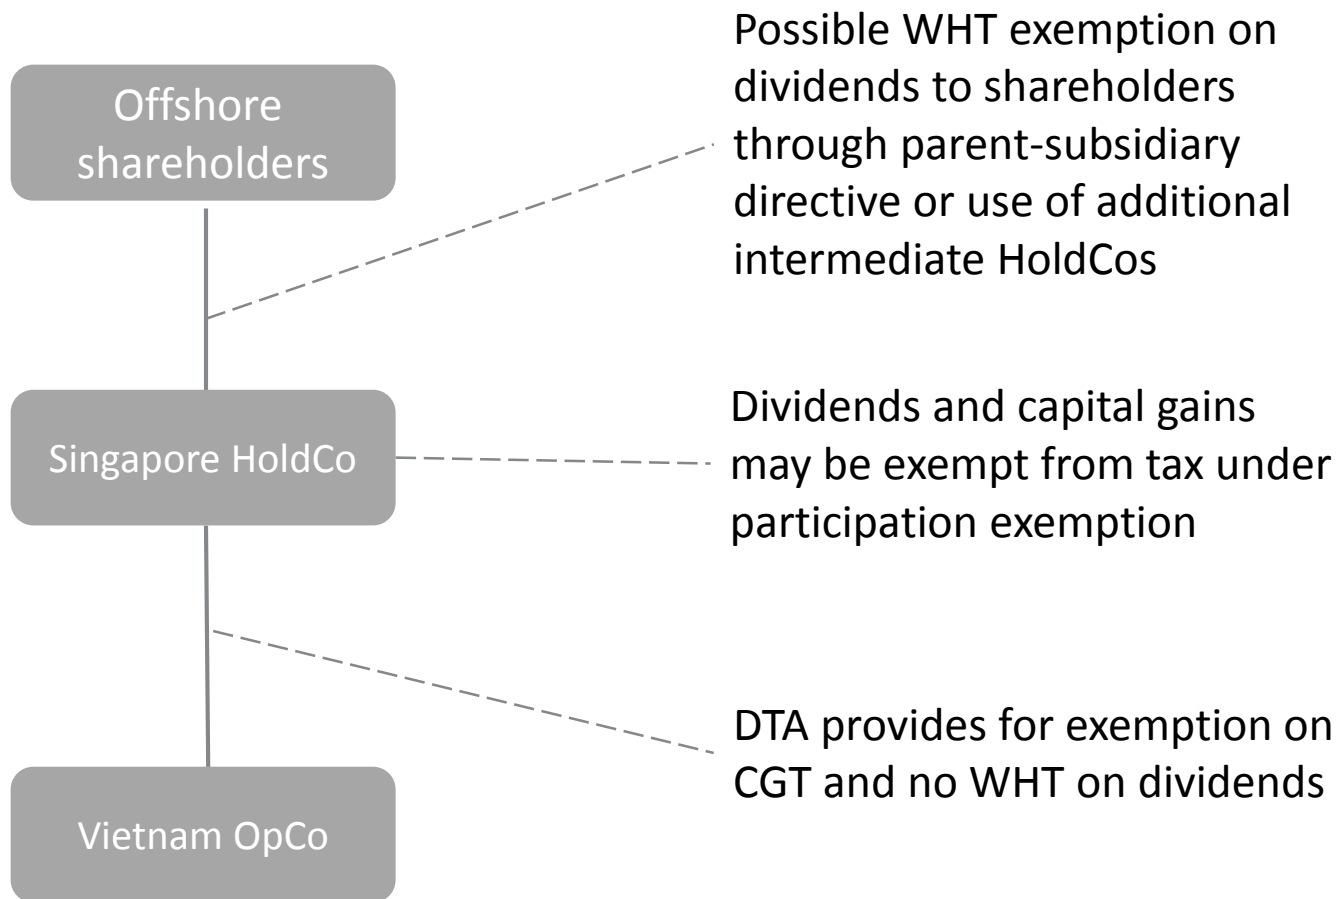 Possible WHT exemption on
dividends to shareholders
through parent-subsidiary
directive or use of additional
intermediate HoldCos
Offshore
shareholders
Singapore HoldCo
Dividends and capital gains
may be exempt from tax under
participation exemption
DTA provides for exemption on
CGT and no WHT on dividends
Vietnam OpCo